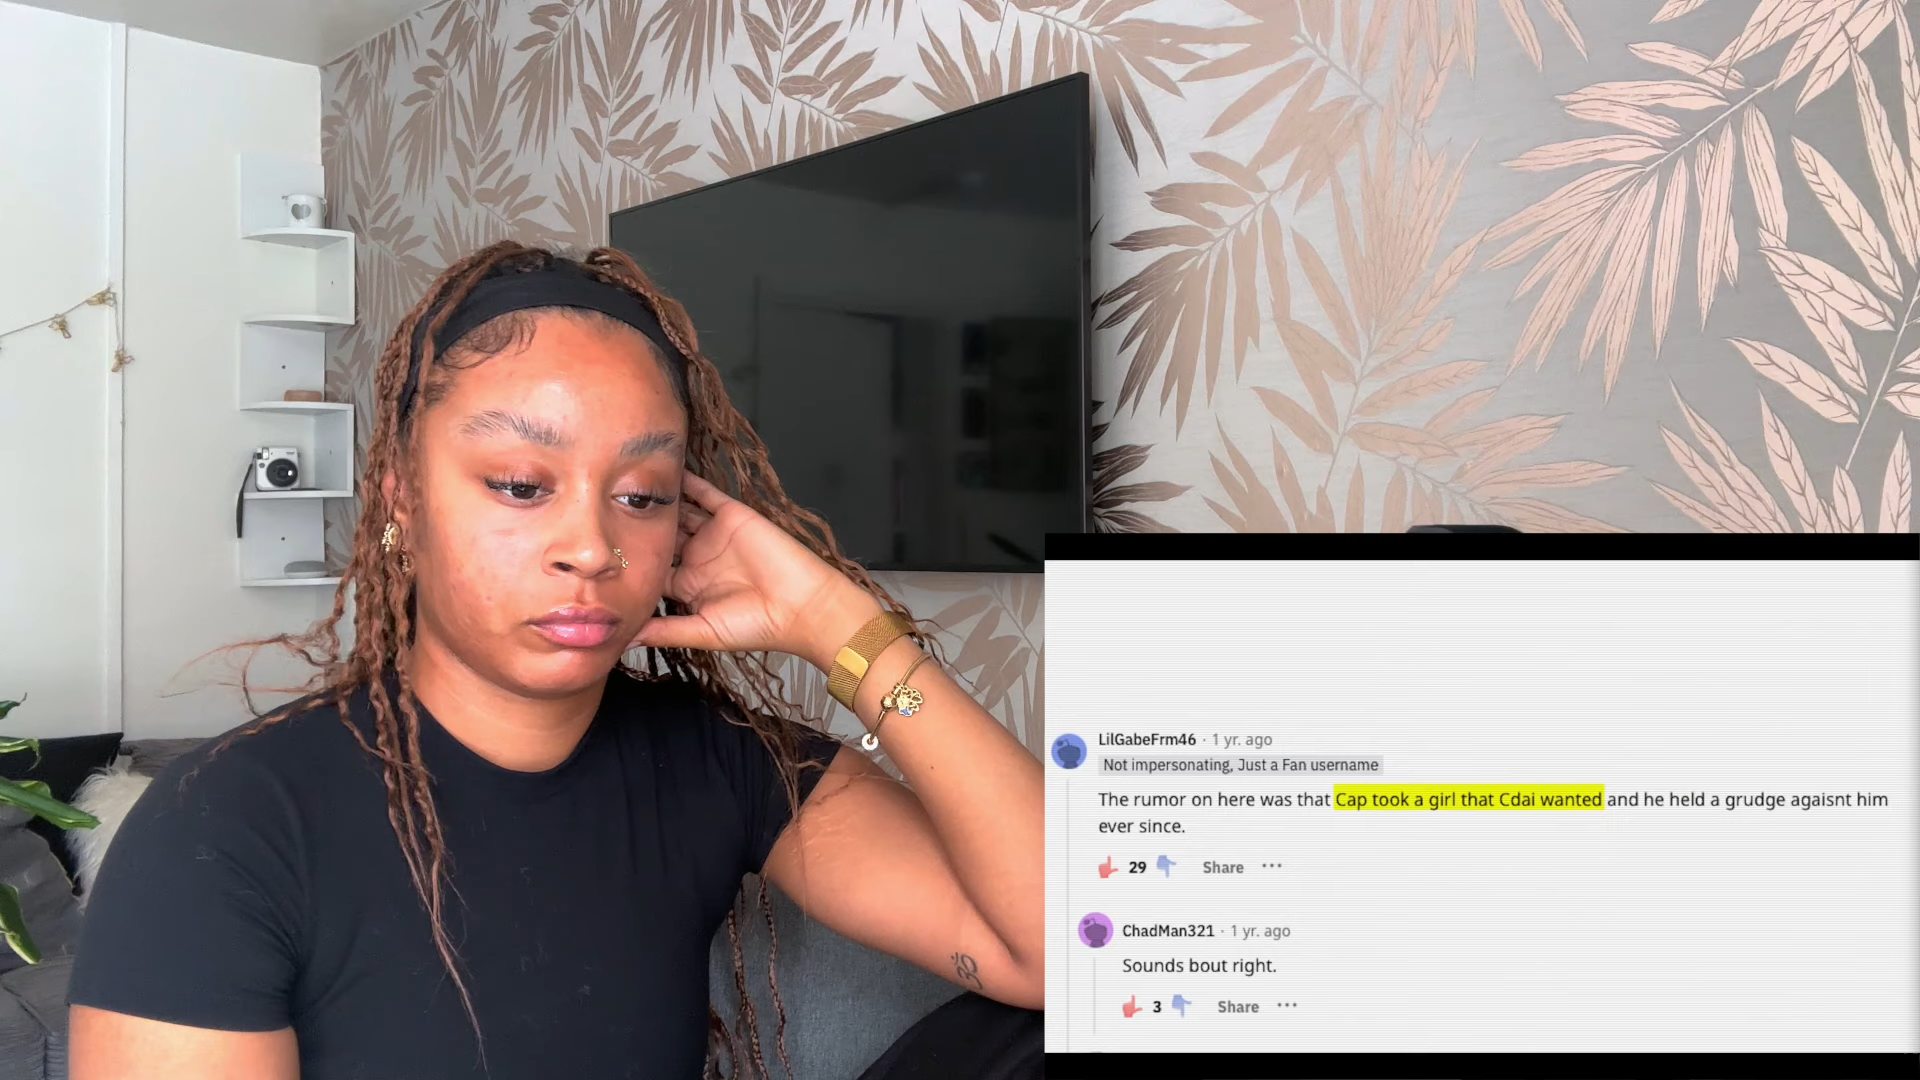 LilGabeFrm46 · 1 yr. ago
Not impersonating, Just a Fan username
The rumor on here was that Cap took a girl that Cdai wanted and he held a grudge agaisnt him
ever since.
29 Share ···
ChadMan321 · 1 yr. ago
Sounds bout right.
3 Share ···